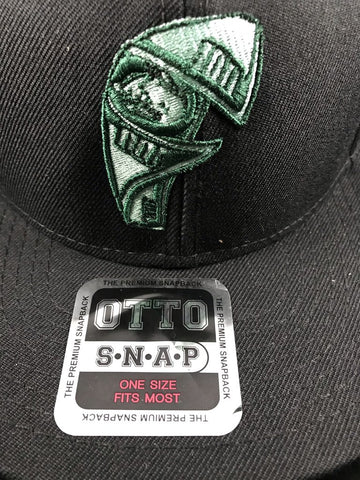 THE PREMIUM SNAPBACK
OTTO
S•N•A•P
ONE SIZE
FITS MOST
THE PREMIUM SNAPBACK
THE PREMIUM SNAPBACK
THE PREMIUM SNAPBACK